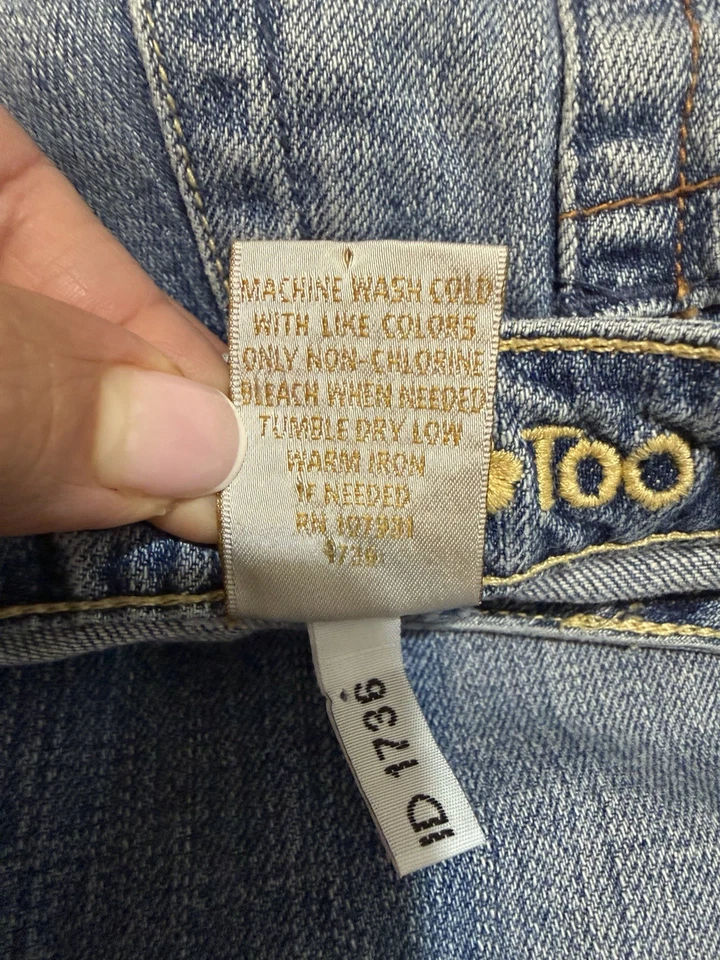 MACHINE WASH COLD
WITH LIKE COLORS
ONLY NON-CHLORINE
BLEACH WHEN NEEDED
TUMBLE DRY LOW
WARM IRON
IF NEEDED
RN 107931
1736
TOO
ID 1736